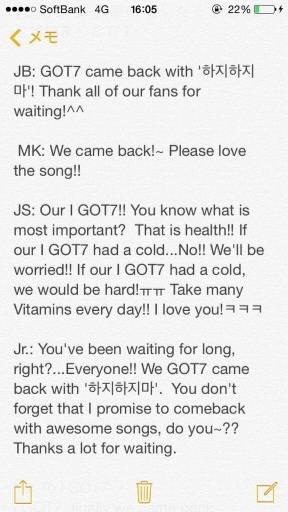 SoftBank 4G 16:05 22%
メモ
JB: GOT7 came back with '하지하지
마'! Thank all of our fans for
waiting!^^
MK: We came back!~ Please love
the song!!
JS: Our I GOT7!! You know what is
most important?  That is health!! If
our I GOT7 had a cold...No!! We'll be
worried!! If our I GOT7 had a cold,
we would be hard!ㅠㅠ Take many
Vitamins every day!! I love you!ㅋㅋㅋ
Jr.: You've been waiting for long,
right?...Everyone!! We GOT7 came
back with '하지하지마'.  You don't
forget that I promise to comeback
with awesome songs, do you~??
Thanks a lot for waiting.